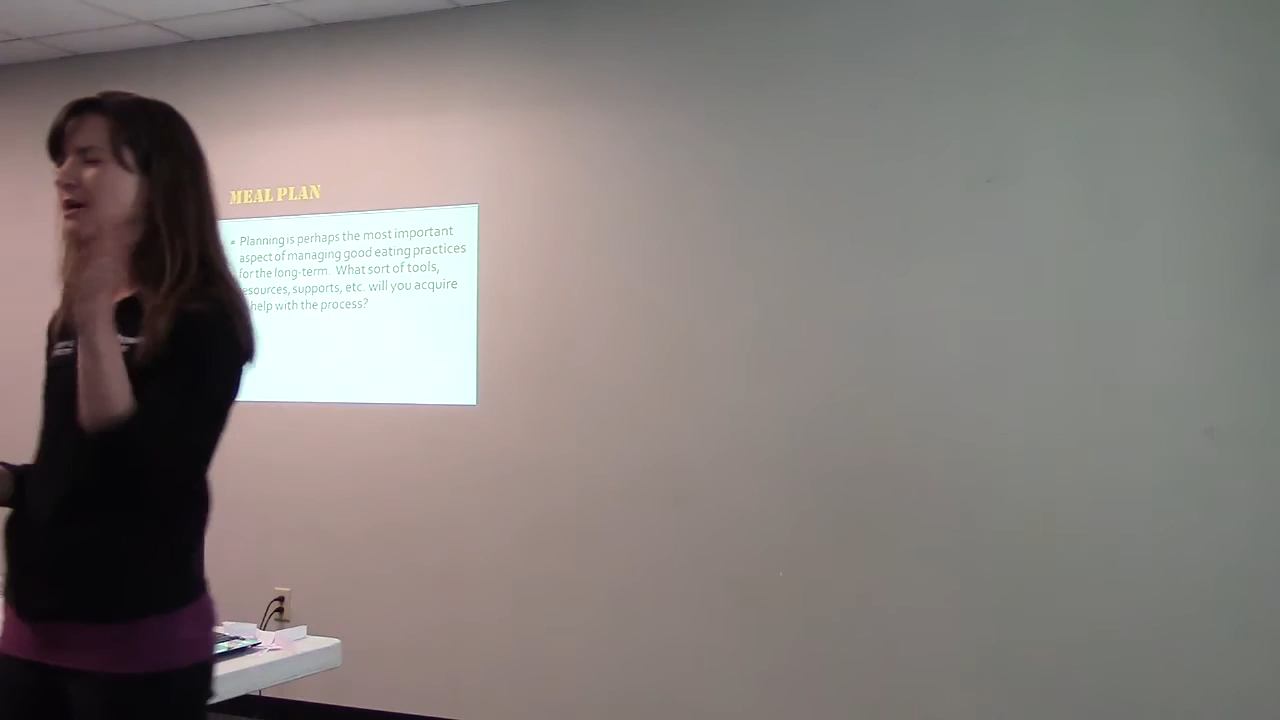 MEAL PLAN
Planning is perhaps the most important
aspect of managing good eating practices
for the long-term. What sort of tools,
esources, supports, etc. will you acquire
help with the process?